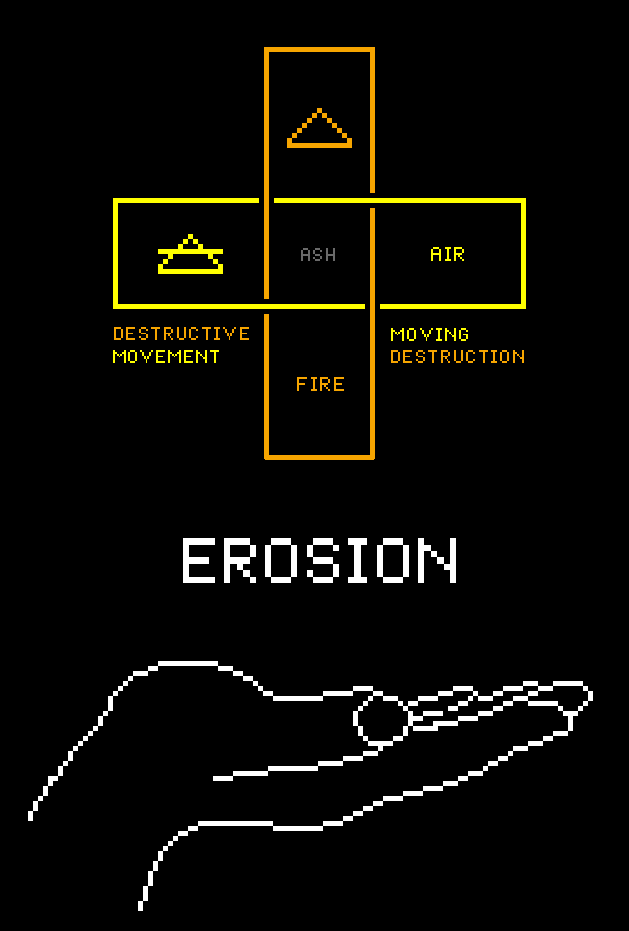 ASH
AIR
DESTRUCTIVE
MOVEMENT
MOVING
DESTRUCTION
FIRE
EROSION